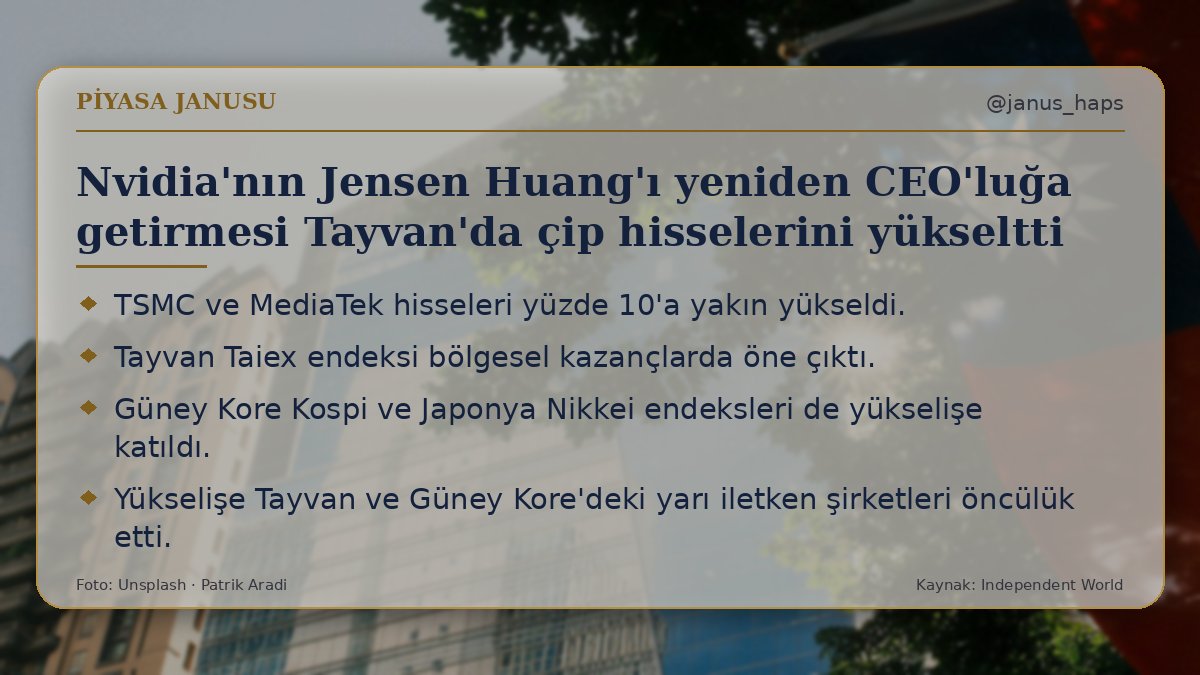 PİYASA JANUSU
@janus_haps
Nvidia'nın Jensen Huang'ı yeniden CEO'luğa
getirmesi Tayvan'da çip hisselerini yükseltti
TSMC ve MediaTek hisseleri yüzde 10'a yakın yükseldi.
Tayvan Taiex endeksi bölgesel kazançlarda öne çıktı.
Güney Kore Kospi ve Japonya Nikkei endeksleri de yükselişe
katıldı.
Yükselişe Tayvan ve Güney Kore'deki yarı iletken şirketleri öncülük
etti.
Foto: Unsplash · Patrik Aradi
Kaynak: Independent World